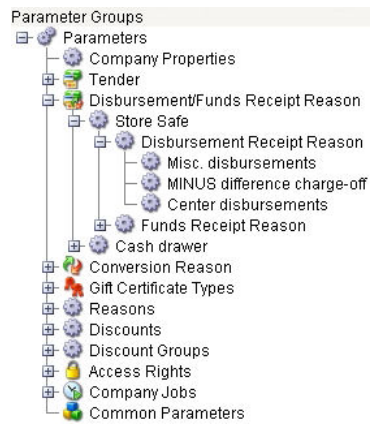 Parameter Groups
Parameters
Company Properties
Tender
Disbursement/Funds Receipt Reason
Store Safe
Disbursement Receipt Reason
Misc. disbursements
MINUS difference charge-off
Center disbursements
Funds Receipt Reason
Cash drawer
Conversion Reason
Gift Certificate Types
Reasons
Discounts
Discount Groups
Access Rights
Company Jobs
Common Parameters